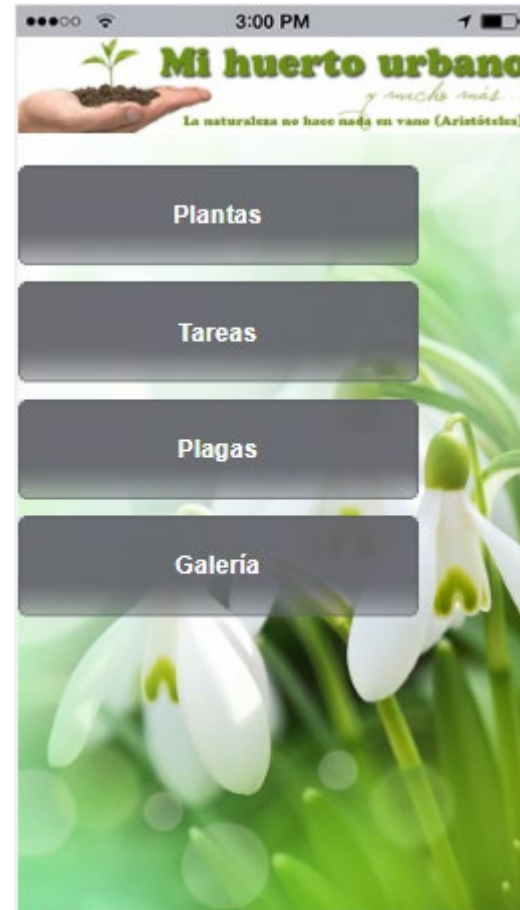 3:00 PM
Mi huerto urbano
y mucho más...
La naturaleza no hace nada en vano (Aristóteles)
Plantas
Tareas
Plagas
Galería